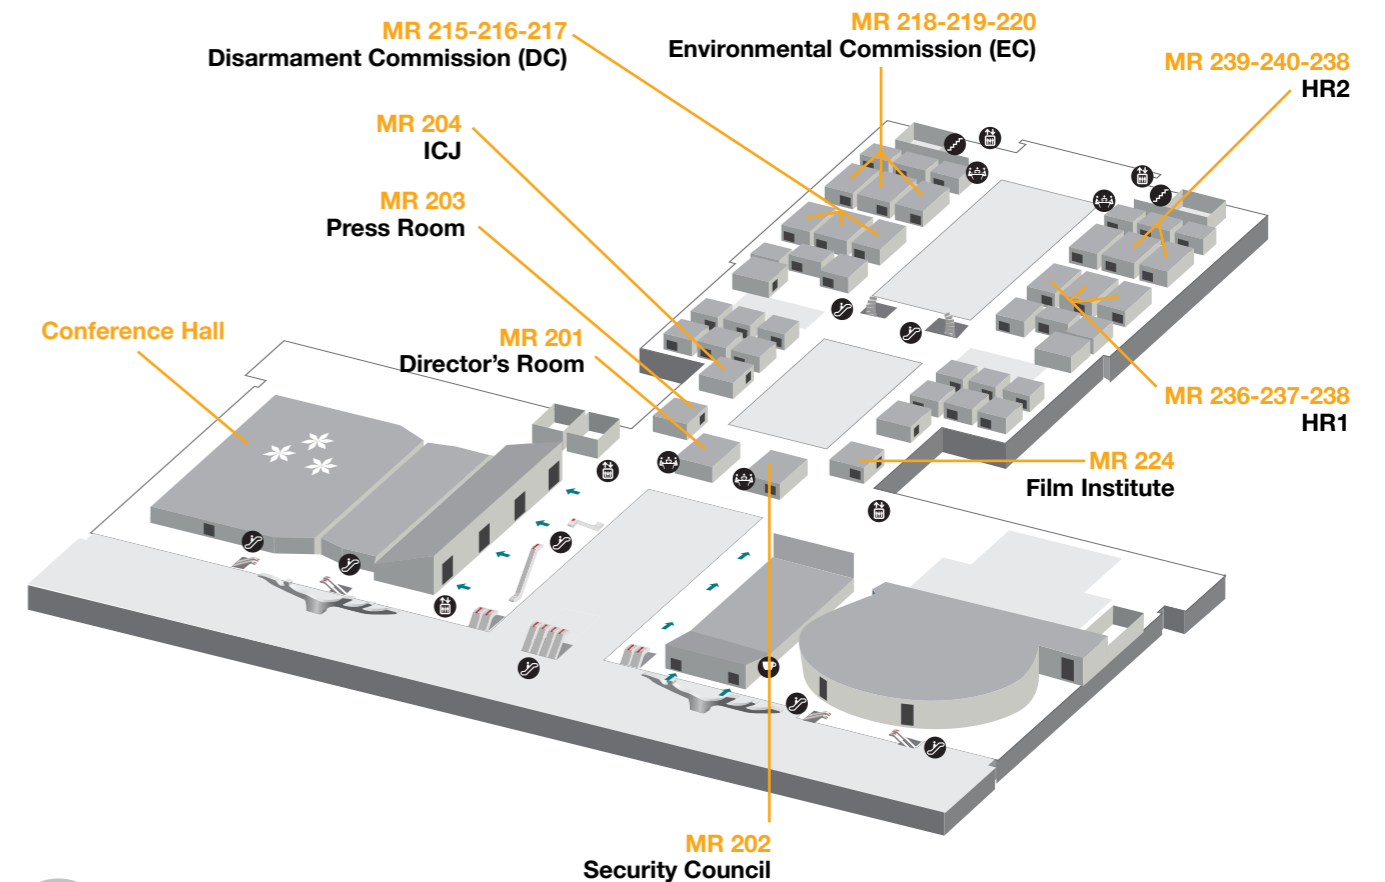 MR 215-216-217
Disarmament Commission (DC)
MR 218-219-220
Environmental Commission (EC)
MR 239-240-238
HR2
MR 204
ICJ
MR 203
Press Room
Conference Hall
MR 201
Director's Room
MR 236-237-238
HR1
MR 224
Film Institute
MR 202
Security Council